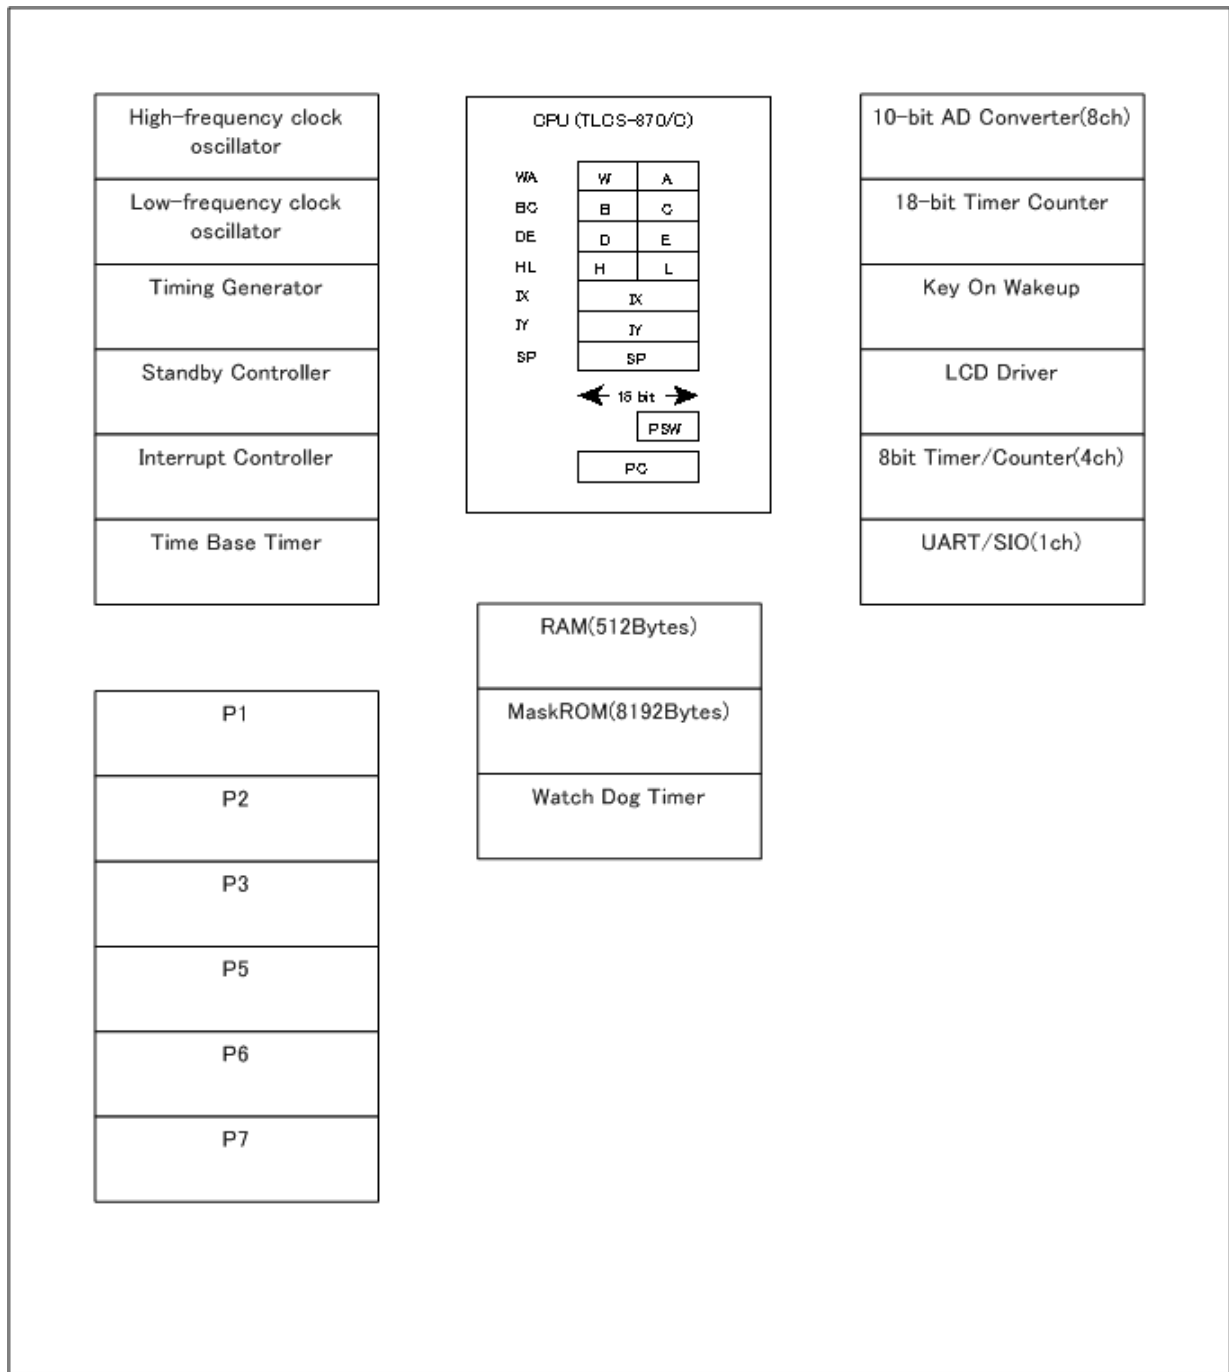 High-frequency clock
oscillator
Low-frequency clock
oscillator
Timing Generator
Standby Controller
Interrupt Controller
Time Base Timer
CPU (TLCS-870/C)
WA W A
BC B C
DE D E
HL H L
IX IX
IY IY
SP SP
16 bit
PSW
PC
10-bit AD Converter(8ch)
18-bit Timer Counter
Key On Wakeup
LCD Driver
8bit Timer/Counter(4ch)
UART/SIO(1ch)
RAM(512Bytes)
MaskROM(8192Bytes)
Watch Dog Timer
P1
P2
P3
P5
P6
P7